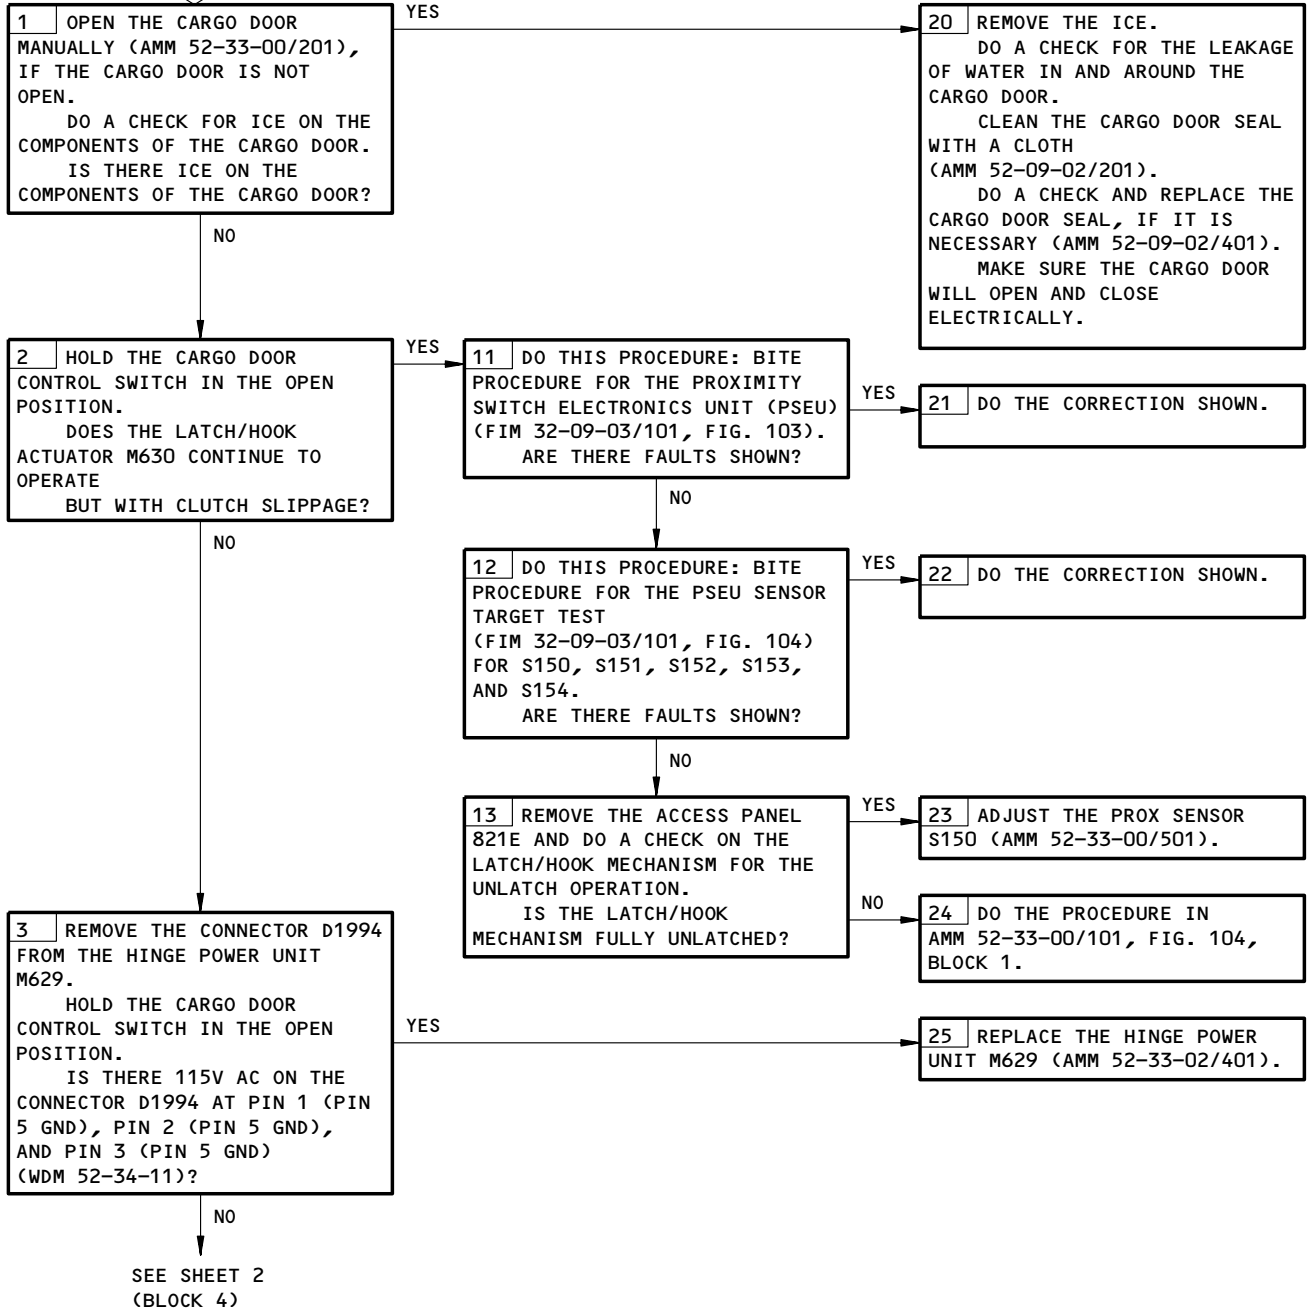 1 OPEN THE CARGO DOOR
MANUALLY (AMM 52-33-00/201),
IF THE CARGO DOOR IS NOT
OPEN.
DO A CHECK FOR ICE ON THE
COMPONENTS OF THE CARGO DOOR.
IS THERE ICE ON THE
COMPONENTS OF THE CARGO DOOR?
YES
20 REMOVE THE ICE.
DO A CHECK FOR THE LEAKAGE
OF WATER IN AND AROUND THE
CARGO DOOR.
CLEAN THE CARGO DOOR SEAL
WITH A CLOTH
(AMM 52-09-02/201).
DO A CHECK AND REPLACE THE
CARGO DOOR SEAL, IF IT IS
NECESSARY (AMM 52-09-02/401).
MAKE SURE THE CARGO DOOR
WILL OPEN AND CLOSE
ELECTRICALLY.
NO
2 HOLD THE CARGO DOOR
CONTROL SWITCH IN THE OPEN
POSITION.
DOES THE LATCH/HOOK
ACTUATOR M630 CONTINUE TO
OPERATE
BUT WITH CLUTCH SLIPPAGE?
YES
11 DO THIS PROCEDURE: BITE
PROCEDURE FOR THE PROXIMITY
SWITCH ELECTRONICS UNIT (PSEU)
(FIM 32-09-03/101, FIG. 103).
ARE THERE FAULTS SHOWN?
YES
21 DO THE CORRECTION SHOWN.
NO
12 DO THIS PROCEDURE: BITE
PROCEDURE FOR THE PSEU SENSOR
TARGET TEST
(FIM 32-09-03/101, FIG. 104)
FOR S150, S151, S152, S153,
AND S154.
ARE THERE FAULTS SHOWN?
YES
22 DO THE CORRECTION SHOWN.
NO
13 REMOVE THE ACCESS PANEL
821E AND DO A CHECK ON THE
LATCH/HOOK MECHANISM FOR THE
UNLATCH OPERATION.
IS THE LATCH/HOOK
MECHANISM FULLY UNLATCHED?
YES
23 ADJUST THE PROX SENSOR
S150 (AMM 52-33-00/501).
NO
24 DO THE PROCEDURE IN
AMM 52-33-00/101, FIG. 104,
BLOCK 1.
NO
3 REMOVE THE CONNECTOR D1994
FROM THE HINGE POWER UNIT
M629.
HOLD THE CARGO DOOR
CONTROL SWITCH IN THE OPEN
POSITION.
IS THERE 115V AC ON THE
CONNECTOR D1994 AT PIN 1 (PIN
5 GND), PIN 2 (PIN 5 GND),
AND PIN 3 (PIN 5 GND)
(WDM 52-34-11)?
YES
25 REPLACE THE HINGE POWER
UNIT M629 (AMM 52-33-02/401).
NO
SEE SHEET 2
(BLOCK 4)